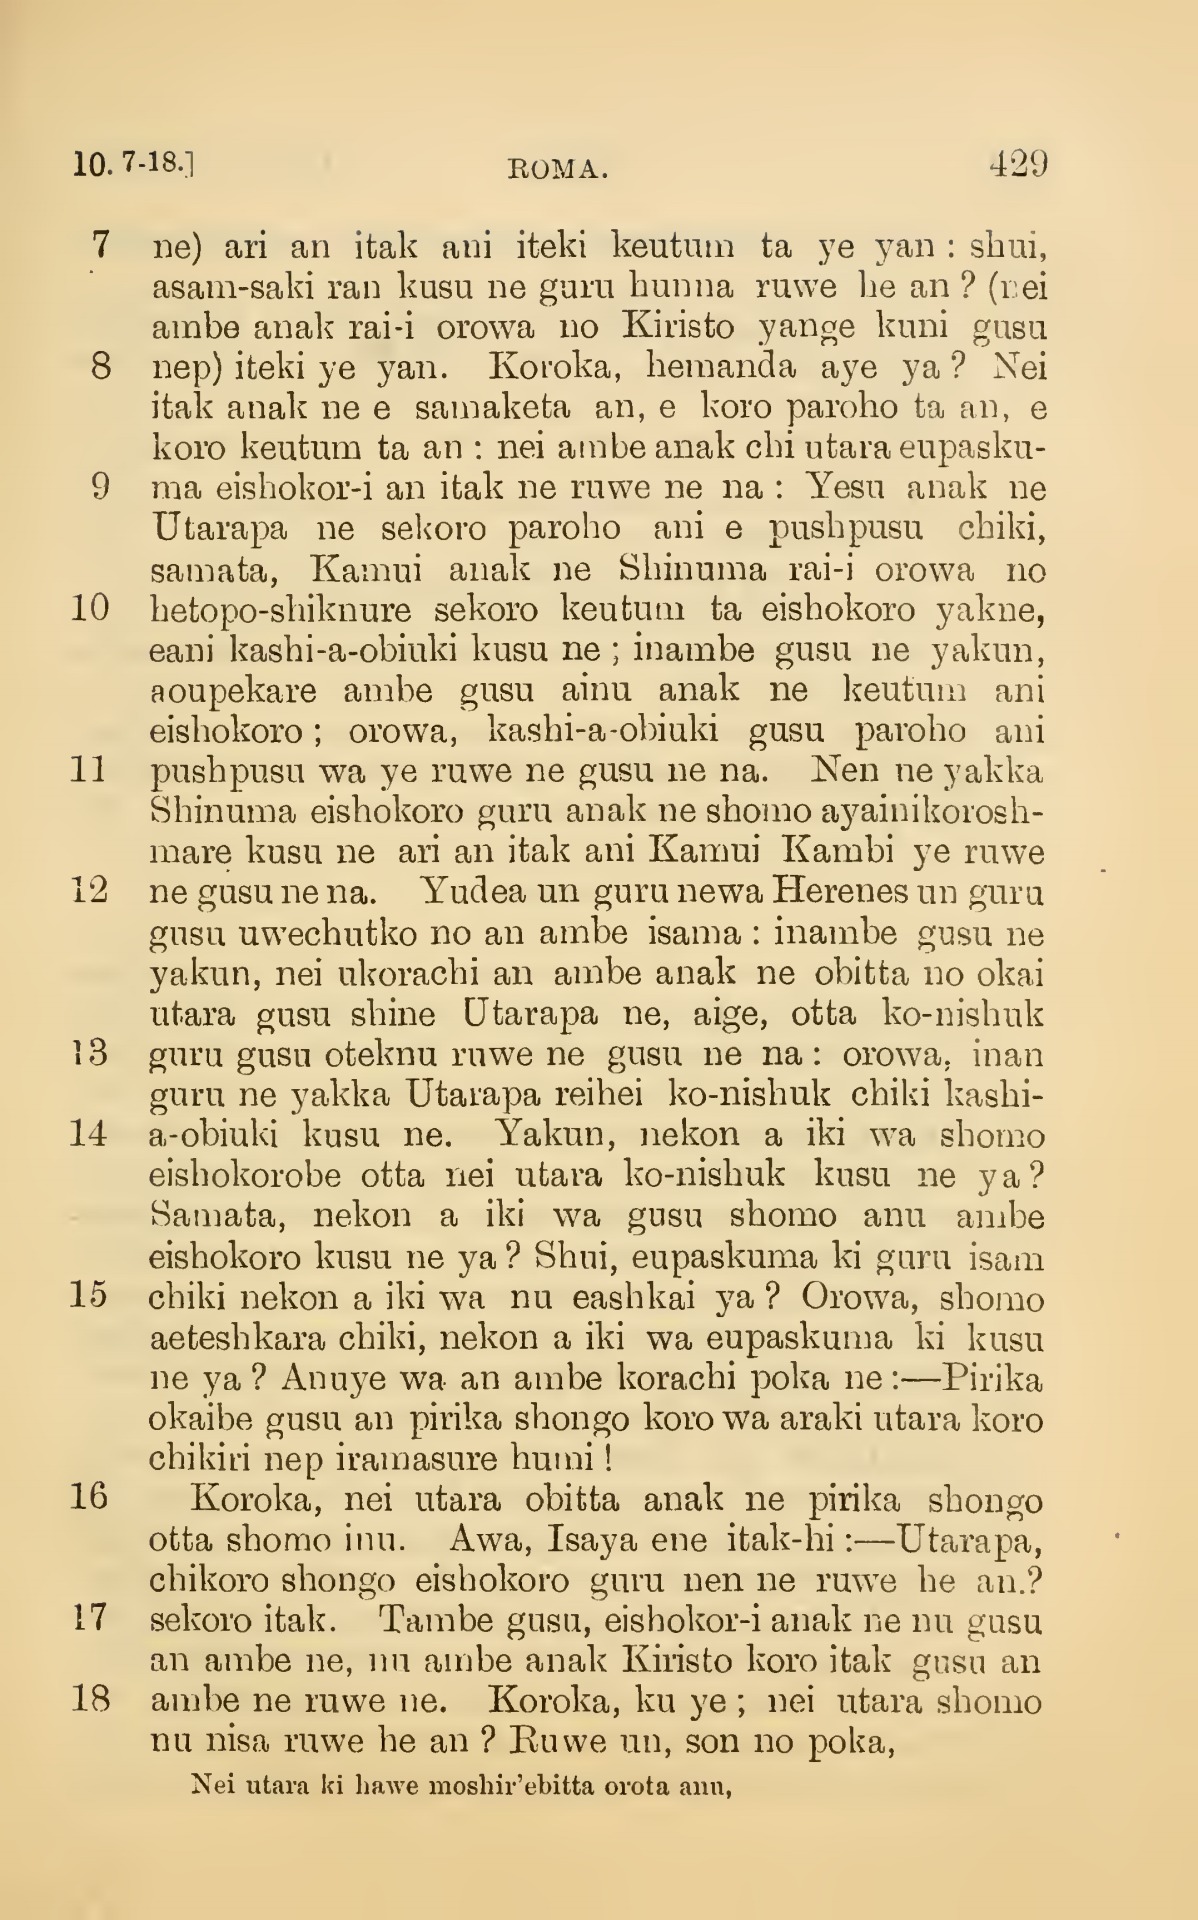 10. 7-18.] ROMA. 429
7 ne) ari an itak ani iteki keutum ta ye yan : shui,
asam-saki ran kusu ne guru hunna ruwe he an ? (nei
ambe anak rai-i orowa no Kiristo yange kuni gusu
8 nep) iteki ye yan. Koroka, hemanda aye ya ? Nei
itak anak ne e samaketa an, e koro paroho ta an, e
koro keutum ta an : nei ambe anak chi utara eupasku-
9 ma eishokor-i an itak ne ruwe ne na : Yesu anak ne
Utarapa ne sekoro paroho ani e pushpusu chiki,
samata, Kamui anak ne Shinuma rai-i orowa no
10 hetopo-shiknure sekoro keutum ta eishokoro yakne,
eani kashi-a-obiuki kusu ne ; inambe gusu ne yakun,
aoupekare ambe gusu ainu anak ne keutum ani
eishokoro ; orowa, kashi-a-obiuki gusu paroho ani
11 pushpusu wa ye ruwe ne gusu ne na. Nen ne yakka
Shinuma eishokoro guru anak ne shomo ayainikorosh-
mare kusu ne ari an itak ani Kamui Kambi ye ruwe
12 ne gusu ne na. Yudea un guru newa Herenes un guru
gusu uwechutko no an ambe isama : inambe gusu ne
yakun, nei ukorachi an ambe anak ne obitta no okai
utara gusu shine Utarapa ne, aige, otta ko-nishuk
13 guru gusu oteknu ruwe ne gusu ne na : orowa, inan
guru ne yakka Utarapa reihei ko-nishuk chiki kashi-
14 a-obiuki kusu ne. Yakun, nekon a iki wa shomo
eishokorobe otta nei utara ko-nishuk kusu ne ya ?
Samata, nekon a iki wa gusu shomo anu ambe
eishokoro kusu ne ya ? Shui, eupaskuma ki guru isam
15 chiki nekon a iki wa nu eashkai ya ? Orowa, shomo
aeteshkara chiki, nekon a iki wa eupaskuma ki kusu
ne ya ? Anuye wa an ambe korachi poka ne :—Pirika
okaibe gusu an pirika shongo koro wa araki utara koro
chikiri nep iramasure humi !
16 Koroka, nei utara obitta anak ne pirika shongo
otta shomo inu. Awa, Isaya ene itak-hi :—Utarapa,
chikoro shongo eishokoro guru nen ne ruwe he an.?
17 sekoro itak. Tambe gusu, eishokor-i anak ne nu gusu
an ambe ne, nu ambe anak Kiristo koro itak gusu an
18 ambe ne ruwe ne. Koroka, ku ye ; nei utara shomo
nu nisa ruwe he an ? Ruwe un, son no poka,
Nei utara ki hawe moshir'ebitta orota anu,